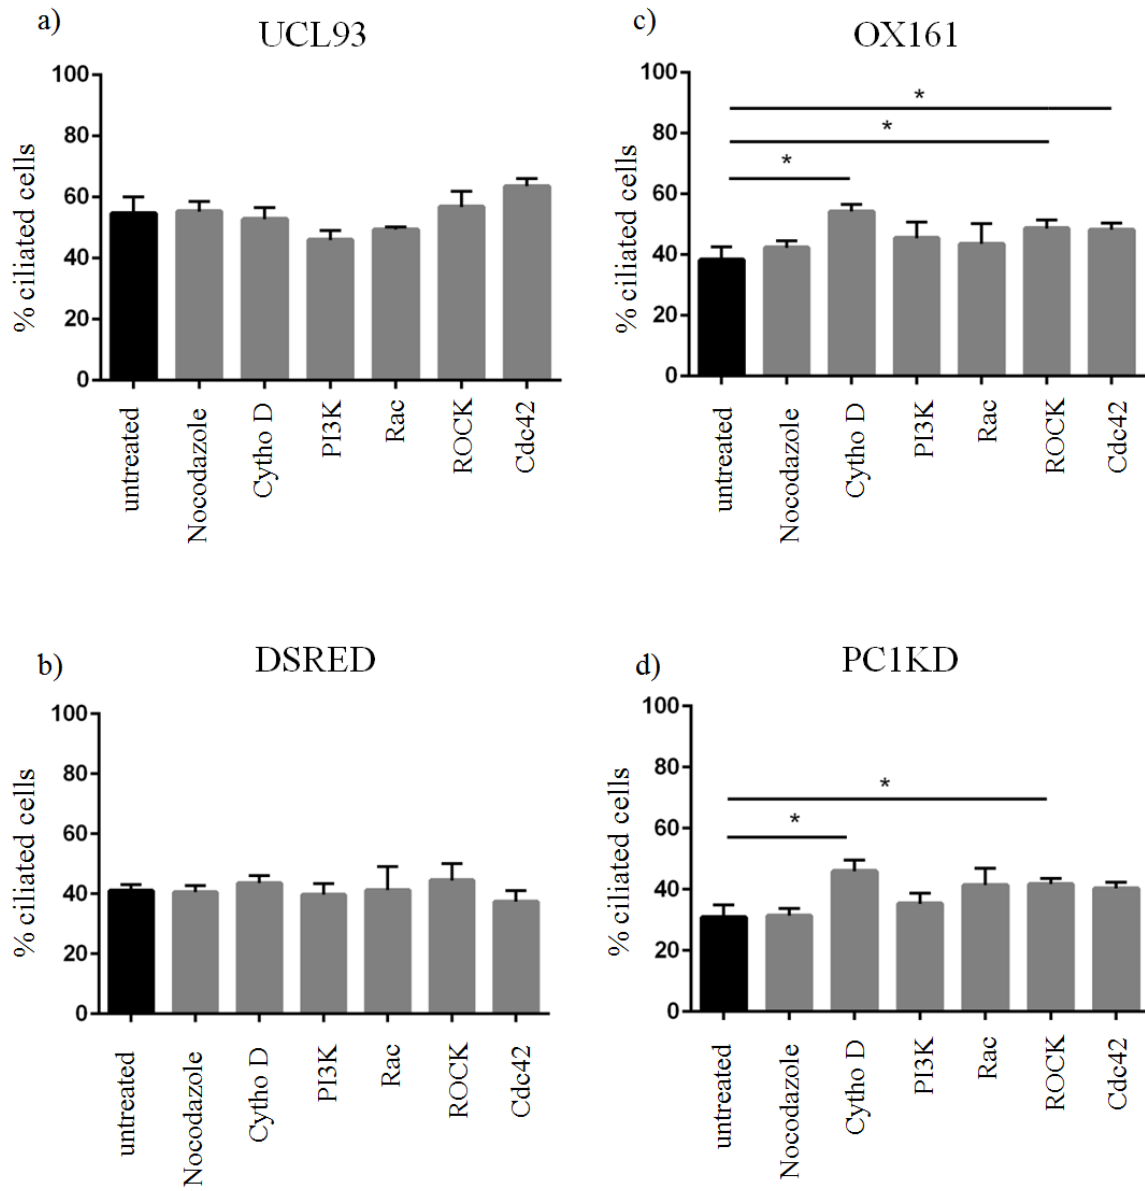 a)
UCL93
% ciliated cells
100
80
60
40
20
0
untreated
Nocodazole
Cytho D
PI3K
Rac
ROCK
Cdc42
c)
OX161
% ciliated cells
100
80
60
40
20
0
*
*
*
untreated
Nocodazole
Cytho D
PI3K
Rac
ROCK
Cdc42
b)
DSRED
% ciliated cells
100
80
60
40
20
0
untreated
Nocodazole
Cytho D
PI3K
Rac
ROCK
Cdc42
d)
PC1KD
% ciliated cells
100
80
60
40
20
0
*
*
untreated
Nocodazole
Cytho D
PI3K
Rac
ROCK
Cdc42